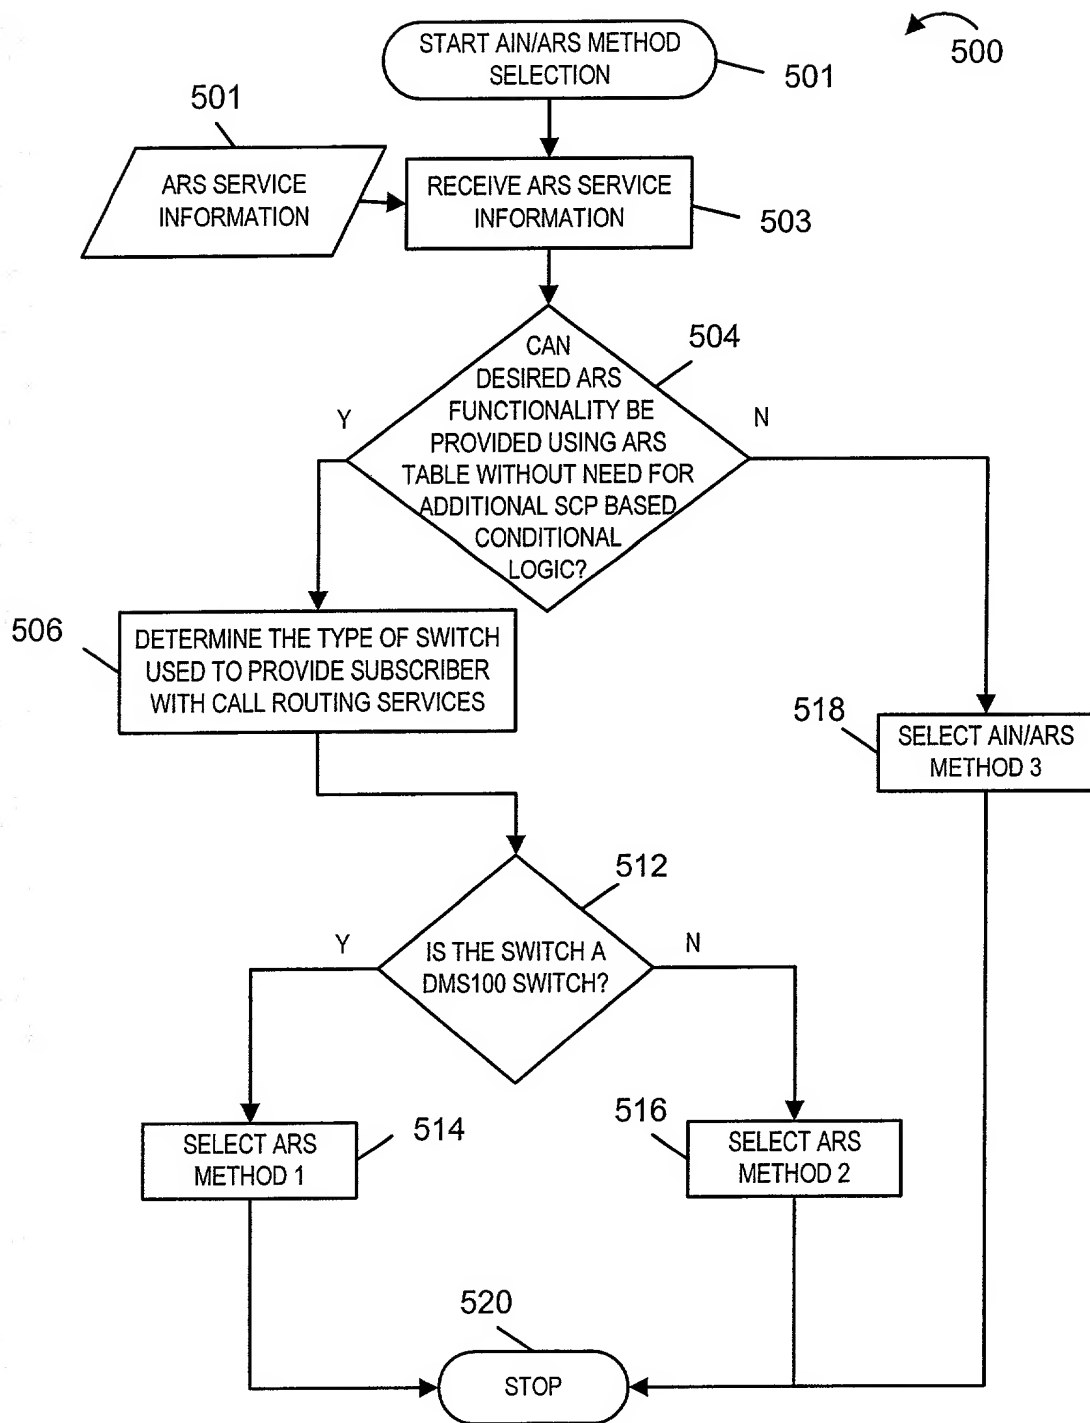 START AIN/ARS METHOD
SELECTION
500
501
501
ARS SERVICE
INFORMATION
RECEIVE ARS SERVICE
INFORMATION
503
504
CAN
DESIRED ARS
FUNCTIONALITY BE
PROVIDED USING ARS
TABLE WITHOUT NEED FOR
ADDITIONAL SCP BASED
CONDITIONAL
LOGIC?
Y
N
506
DETERMINE THE TYPE OF SWITCH
USED TO PROVIDE SUBSCRIBER
WITH CALL ROUTING SERVICES
518
SELECT AIN/ARS
METHOD 3
512
IS THE SWITCH A
DMS100 SWITCH?
Y
N
SELECT ARS
METHOD 1
514
516
SELECT ARS
METHOD 2
520
STOP